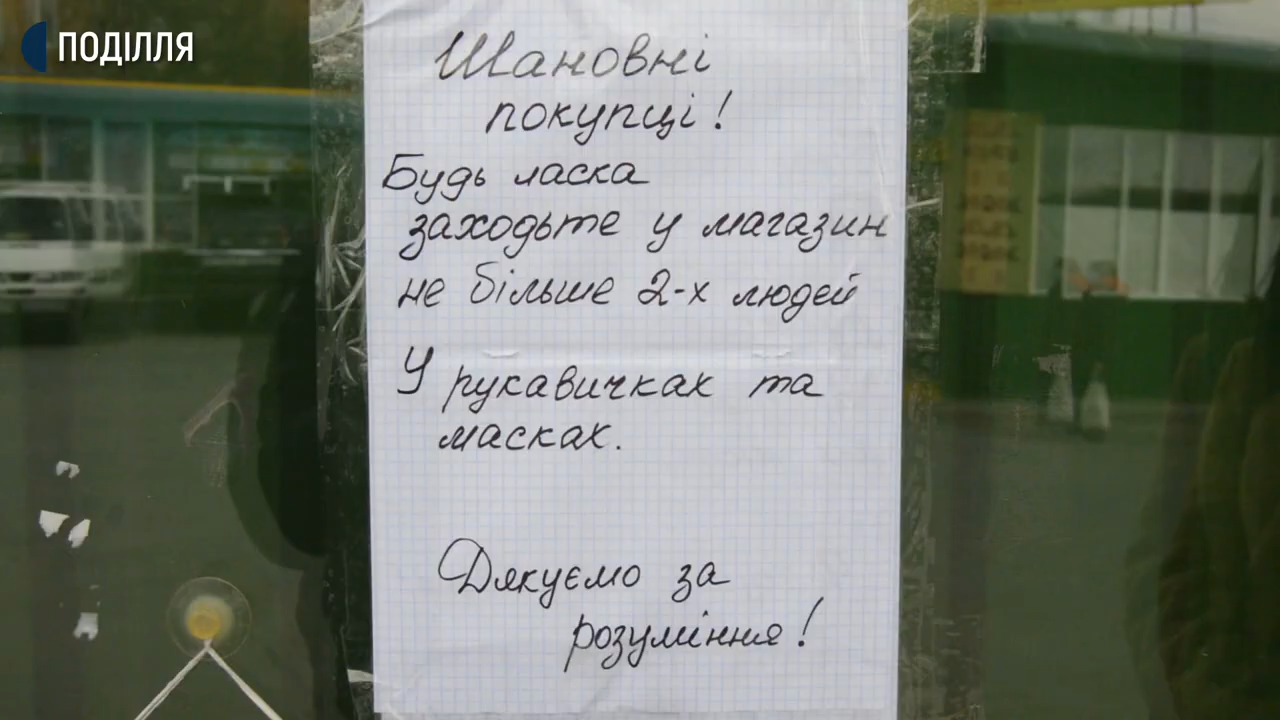 ПОДІЛЛЯ
Шановні
покупці!
Будь ласка
заходьте у магазин
не більше 2-х людей
У рукавичках та
масках.
Дякуємо за
розуміння!